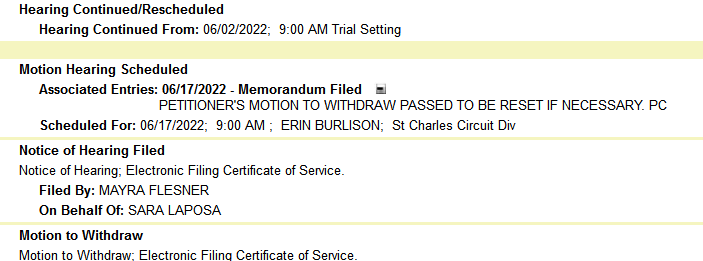 Hearing Continued/Rescheduled
Hearing Continued From: 06/02/2022; 9:00 AM Trial Setting
Motion Hearing Scheduled
Associated Entries: 06/17/2022 - Memorandum Filed
PETITIONER'S MOTION TO WITHDRAW PASSED TO BE RESET IF NECESSARY. PC
Scheduled For: 06/17/2022; 9:00 AM ; ERIN BURLISON; St Charles Circuit Div
Notice of Hearing Filed
Notice of Hearing; Electronic Filing Certificate of Service.
Filed By: MAYRA FLESNER
On Behalf Of: SARA LAPOSA
Motion to Withdraw
Motion to Withdraw; Electronic Filing Certificate of Service.